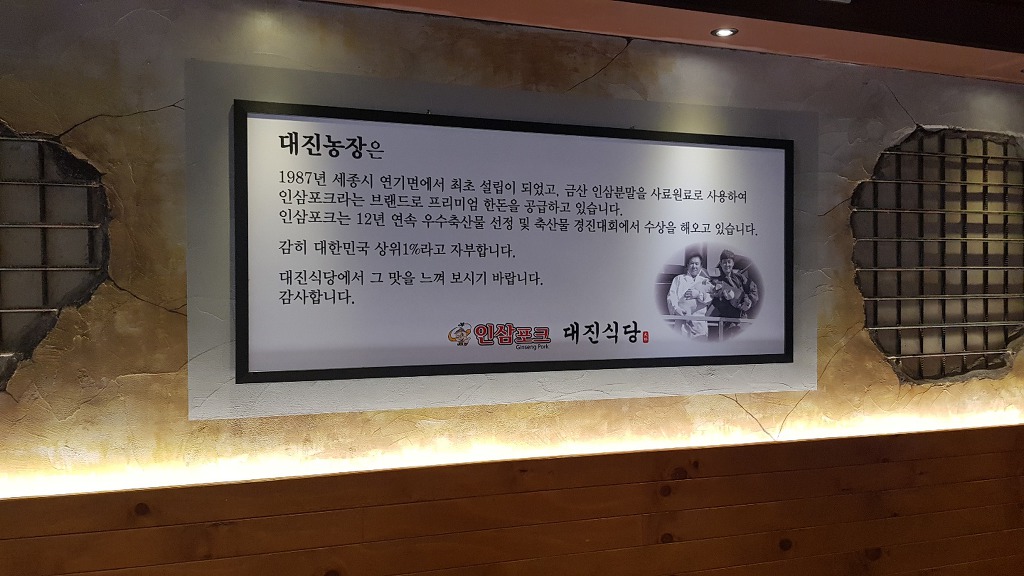 대진농장은
1987년 세종시 연기면에서 최초 설립이 되었고, 금산 인삼분말을 사료원료로 사용하여
인삼포크라는 브랜드로 프리미엄 한돈을 공급하고 있습니다.
인삼포크는 12년 연속 우수축산물 선정 및 축산물 경진대회에서 수상을 해오고 있습니다.
감히 대한민국 상위1%라고 자부합니다.
대진식당에서 그 맛을 느껴 보시기 바랍니다.
감사합니다.
인삼포크 대진식당
Ginseng Pork